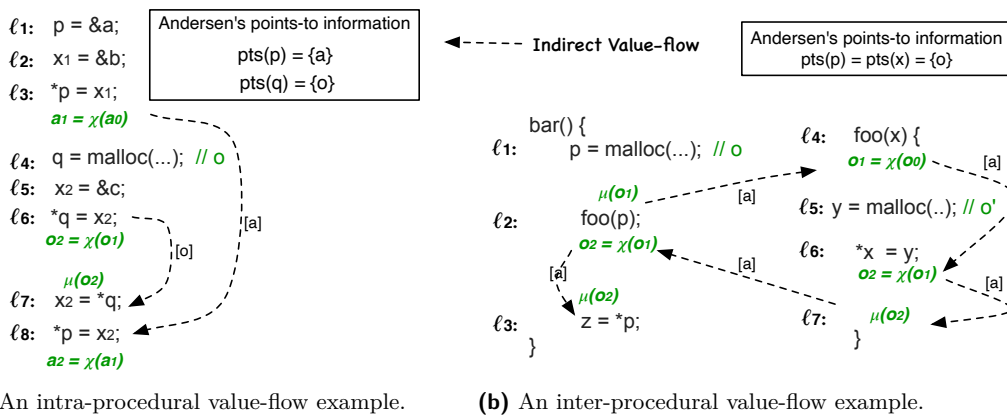 ℓ1: p = &a;
ℓ2: x1 = &b;
ℓ3: *p = x1;
a1 = χ(a0)
ℓ4: q = malloc(...); // o
ℓ5: x2 = &c;
ℓ6: *q = x2;
o2 = χ(o1)
μ(o2)
ℓ7: x2 = *q;
ℓ8: *p = x2;
a2 = χ(a1)
[o]
[a]
Andersen's points-to information
pts(p) = {a}
pts(q) = {o}
An intra-procedural value-flow example.
Indirect Value-flow
Andersen's points-to information
pts(p) = pts(x) = {o}
bar() {
ℓ1: p = malloc(...); // o
μ(o1)
ℓ2: foo(p);
o2 = χ(o1)
[a]
μ(o2)
ℓ3: z = *p;
}
[a]
[a]
ℓ4: foo(x) {
o1 = χ(o0)
[a]
ℓ5: y = malloc(..); // o'
ℓ6: *x = y;
o2 = χ(o1)
[a]
ℓ7: μ(o2)
}
(b) An inter-procedural value-flow example.